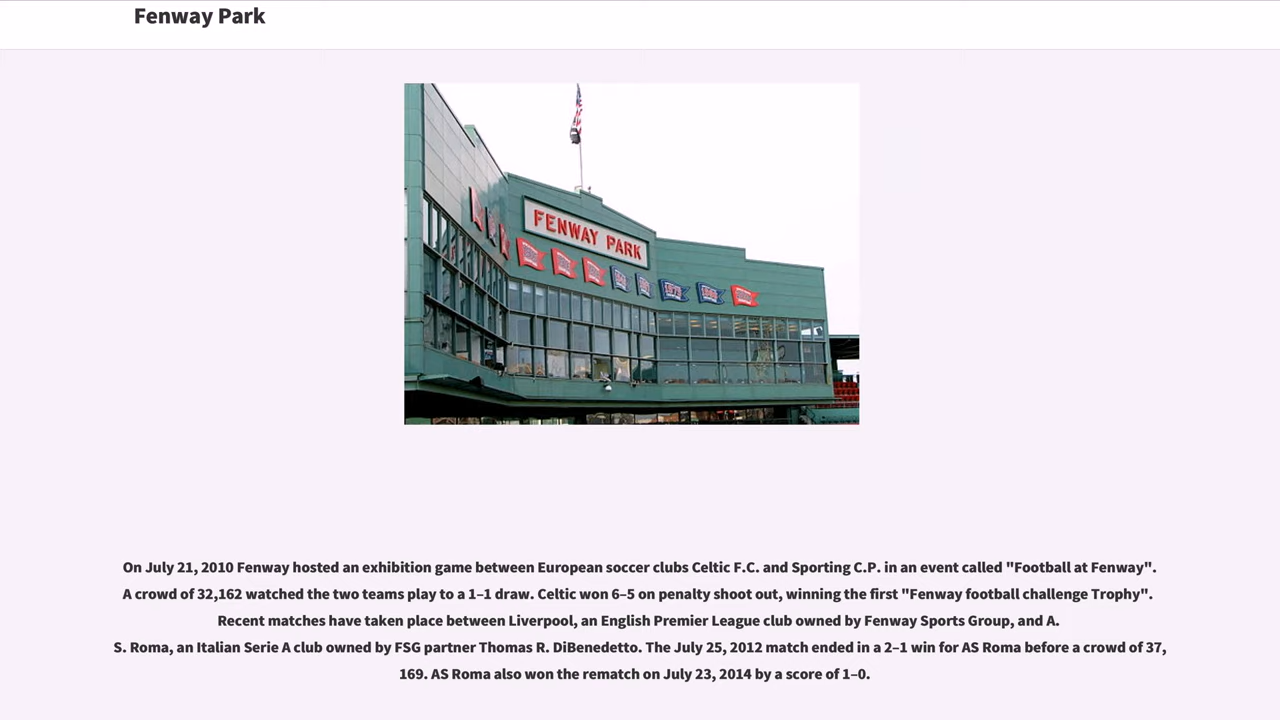 Fenway Park
FENWAY PARK
On July 21, 2010 Fenway hosted an exhibition game between European soccer clubs Celtic F.C. and Sporting C.P. in an event called "Football at Fenway".
A crowd of 32,162 watched the two teams play to a 1–1 draw. Celtic won 6–5 on penalty shoot out, winning the first "Fenway football challenge Trophy".
Recent matches have taken place between Liverpool, an English Premier League club owned by Fenway Sports Group, and A.
S. Roma, an Italian Serie A club owned by FSG partner Thomas R. DiBenedetto. The July 25, 2012 match ended in a 2–1 win for AS Roma before a crowd of 37,
169. AS Roma also won the rematch on July 23, 2014 by a score of 1–0.